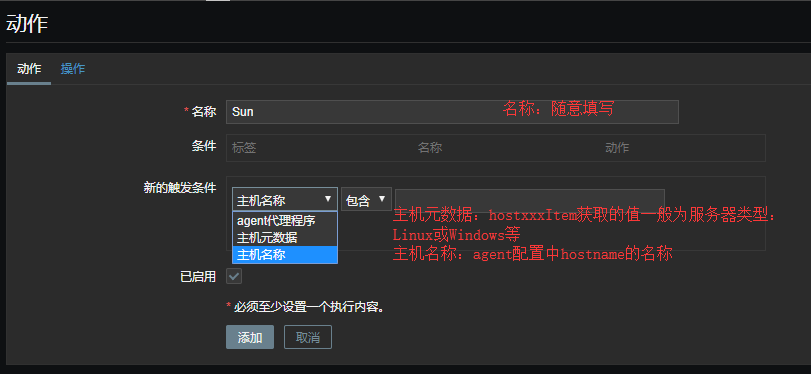 动作
动作 操作
* 名称 Sun 名称：随意填写
条件 标签 名称 动作
新的触发条件 主机名称 包含
agent代理程序
主机元数据
主机名称
主机元数据：hostxxxItem获取的值一般为服务器类型：
Linux或Windows等
主机名称：agent配置中hostname的名称
已启用
* 必须至少设置一个执行内容。
添加 取消